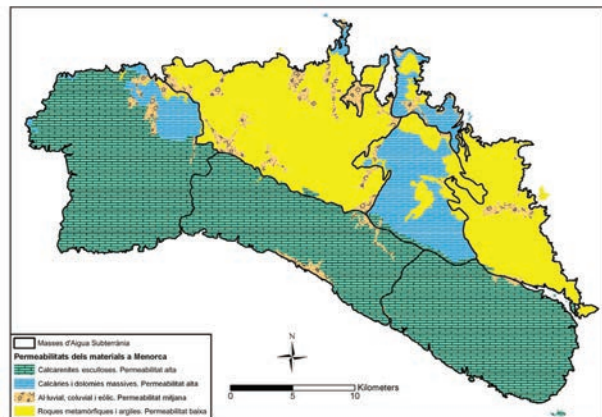 Masses d'Aigua Subterrània
Permeabilitats dels materials a Menorca
Calcarenites esculloses. Permeabilitat alta
Calcàries i dolomies massives. Permeabilitat alta
Al·luvial, coluvial i eòlic. Permeabilitat mitjana
Roques metamòrfiques i argiles. Permeabilitat baixa
N
Kilometers
10 5 0 10